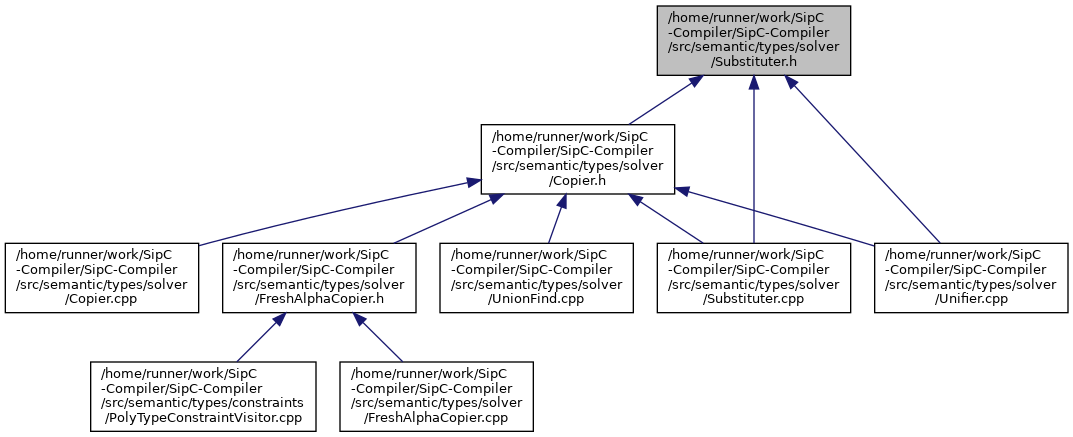 /home/runner/work/SipC
-Compiler/SipC-Compiler
/src/semantic/types/solver
/Substituter.h
/home/runner/work/SipC
-Compiler/SipC-Compiler
/src/semantic/types/solver
/Copier.h
/home/runner/work/SipC
-Compiler/SipC-Compiler
/src/semantic/types/solver
/Copier.cpp
/home/runner/work/SipC
-Compiler/SipC-Compiler
/src/semantic/types/solver
/FreshAlphaCopier.h
/home/runner/work/SipC
-Compiler/SipC-Compiler
/src/semantic/types/solver
/UnionFind.cpp
/home/runner/work/SipC
-Compiler/SipC-Compiler
/src/semantic/types/solver
/Substituter.cpp
/home/runner/work/SipC
-Compiler/SipC-Compiler
/src/semantic/types/solver
/Unifier.cpp
/home/runner/work/SipC
-Compiler/SipC-Compiler
/src/semantic/types/constraints
/PolyTypeConstraintVisitor.cpp
/home/runner/work/SipC
-Compiler/SipC-Compiler
/src/semantic/types/solver
/FreshAlphaCopier.cpp